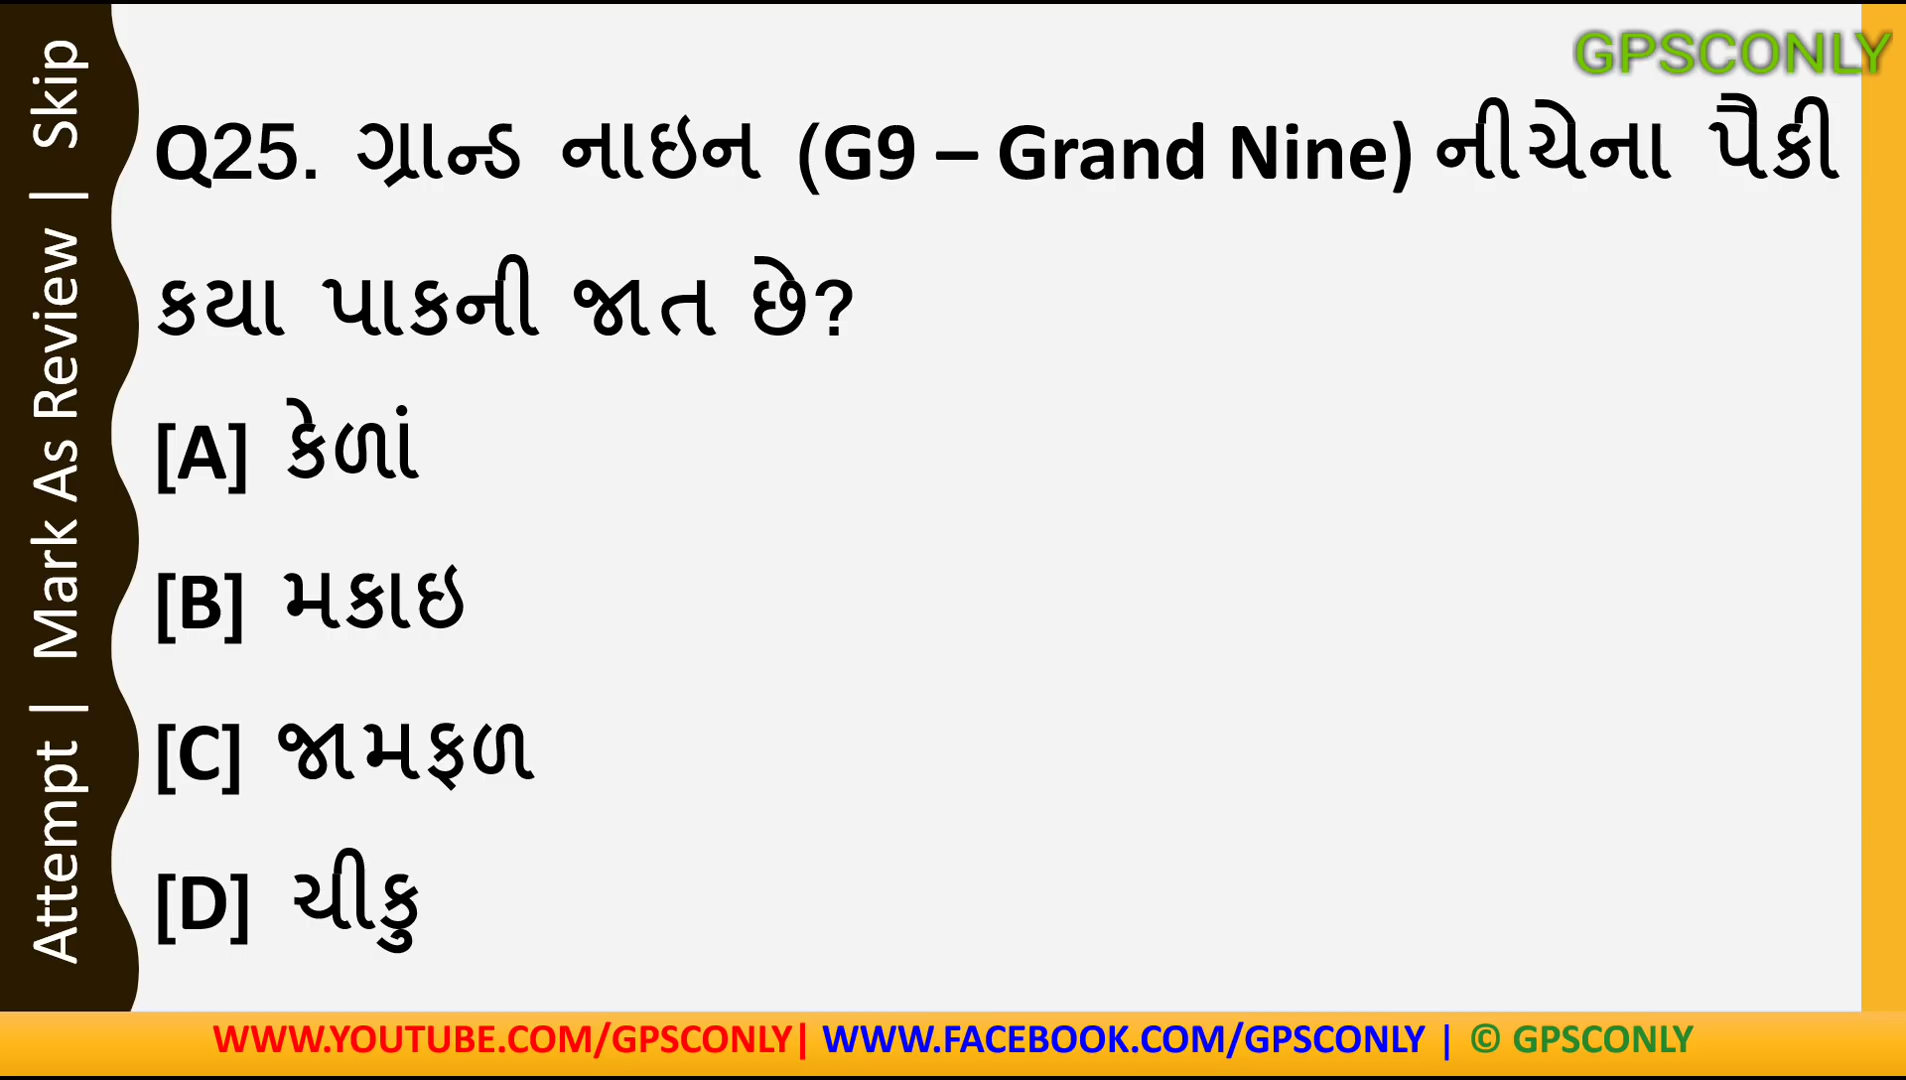 GPSCONLY
Q25. ગ્રાન્ડ નાઇન (G9 – Grand Nine) નીચેના પૈકી
કયા પાકની જાત છે?
[A] કેળાં
[B] મકાઇ
[C] જામફળ
[D] ચીકુ
Attempt | Mark As Review | Skip
WWW.YOUTUBE.COM/GPSCONLY| WWW.FACEBOOK.COM/GPSCONLY | © GPSCONLY